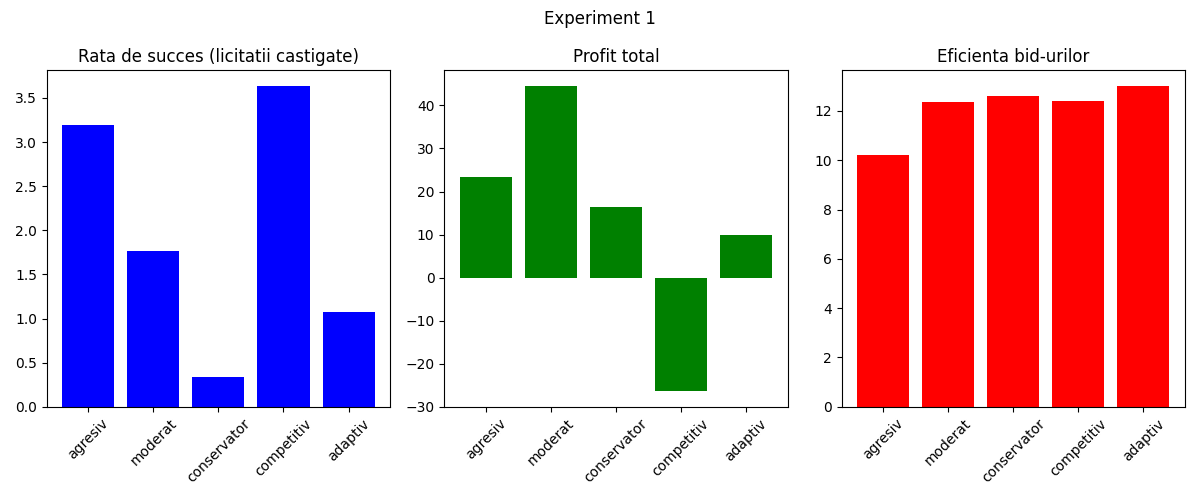 Experiment 1
Rata de succes (licitatii castigate)
3.5
3.0
2.5
2.0
1.5
1.0
0.5
0.0
agresiv
moderat
conservator
competitiv
adaptiv
Profit total
40
30
20
10
0
−10
−20
−30
agresiv
moderat
conservator
competitiv
adaptiv
Eficienta bid-urilor
12
10
8
6
4
2
0
agresiv
moderat
conservator
competitiv
adaptiv